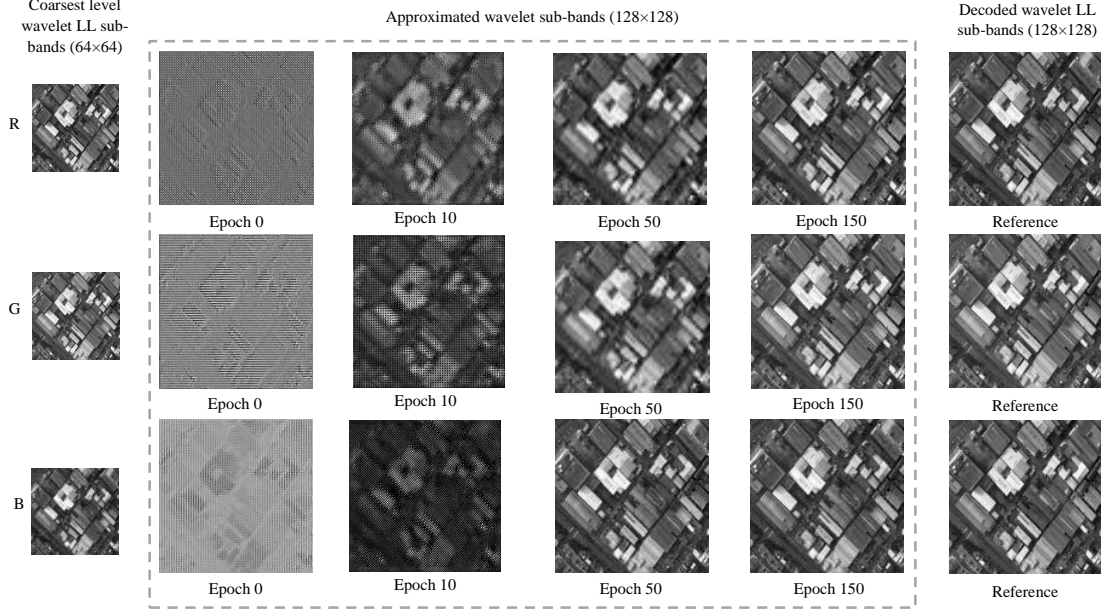 Coarsest level
wavelet LL sub-
bands (64×64)
Approximated wavelet sub-bands (128×128)
Decoded wavelet LL
sub-bands (128×128)
R
Epoch 0
Epoch 10
Epoch 50
Epoch 150
Reference
G
Epoch 0
Epoch 10
Epoch 50
Epoch 150
Reference
B
Epoch 0
Epoch 10
Epoch 50
Epoch 150
Reference